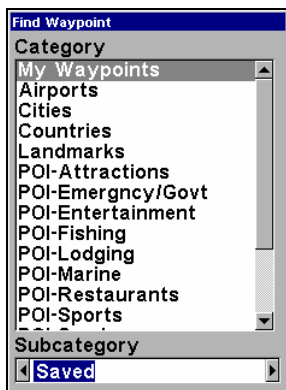 Find Waypoint
Category
My Waypoints
Airports
Cities
Countries
Landmarks
POI-Attractions
POI-Emergncy/Govt
POI-Entertainment
POI-Fishing
POI-Lodging
POI-Marine
POI-Restaurants
POI-Sports
Subcategory
Saved